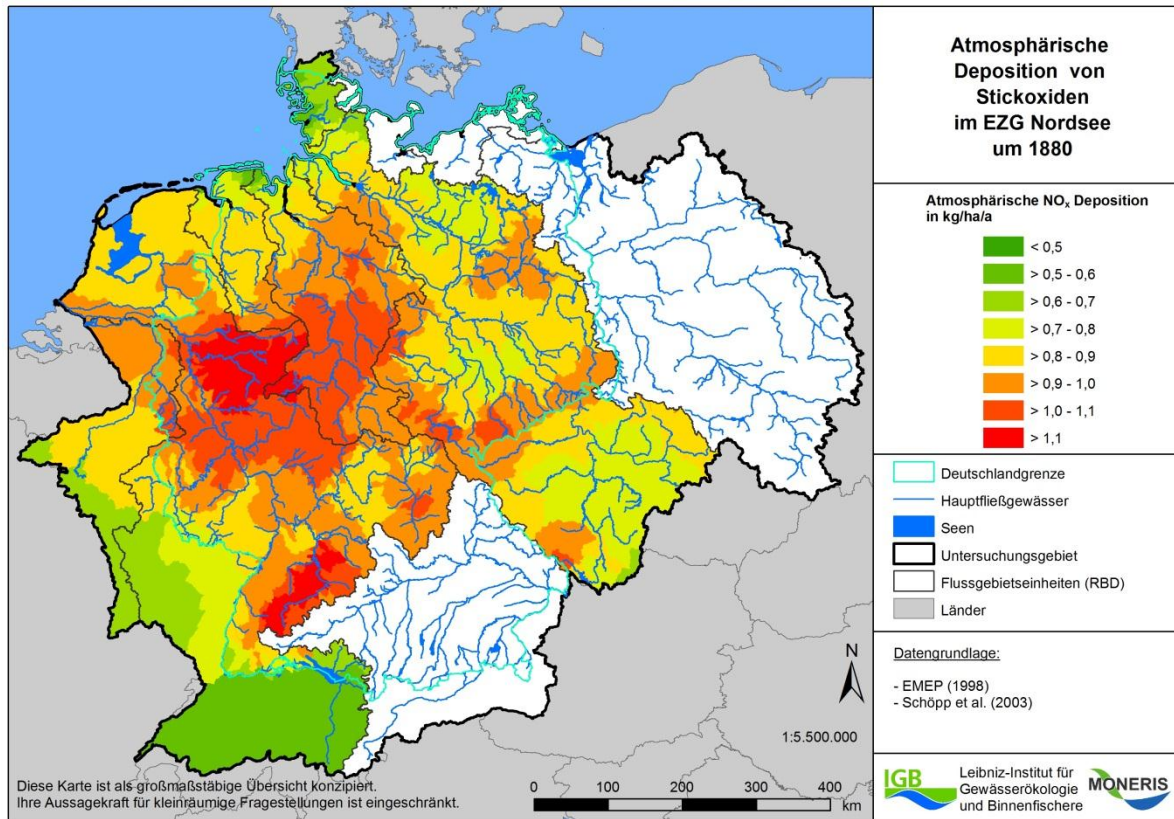 Atmosphärische
Deposition von
Stickoxiden
im EZG Nordsee
um 1880
Atmosphärische NOx Deposition
in kg/ha/a
< 0,5
> 0,5 - 0,6
> 0,6 - 0,7
> 0,7 - 0,8
> 0,8 - 0,9
> 0,9 - 1,0
> 1,0 - 1,1
> 1,1
Deutschlandgrenze
Hauptfließgewässer
Seen
Untersuchungsgebiet
Flussgebietseinheiten (RBD)
Länder
Datengrundlage:
- EMEP (1998)
- Schöpp et al. (2003)
N
1:5.500.000
Diese Karte ist als großmaßstäbige Übersicht konzipiert.
Ihre Aussagekraft für kleinräumige Fragestellungen ist eingeschränkt.
0 100 200 300 400
km
IGB
Leibniz-Institut für
Gewässerökologie
und Binnenfischere
MONERIS